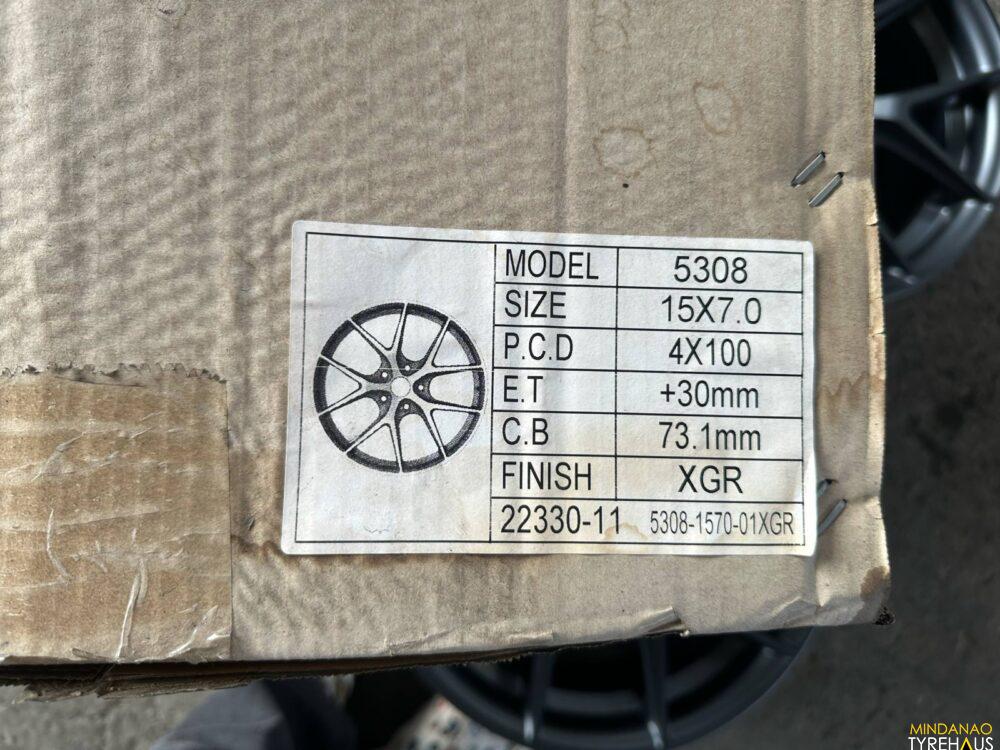 MODEL 5308
SIZE 15X7.0
P.C.D 4X100
E.T +30mm
C.B 73.1mm
FINISH XGR
22330-11 5308-1570-01XGR
MINDANAO
TYREHAUS